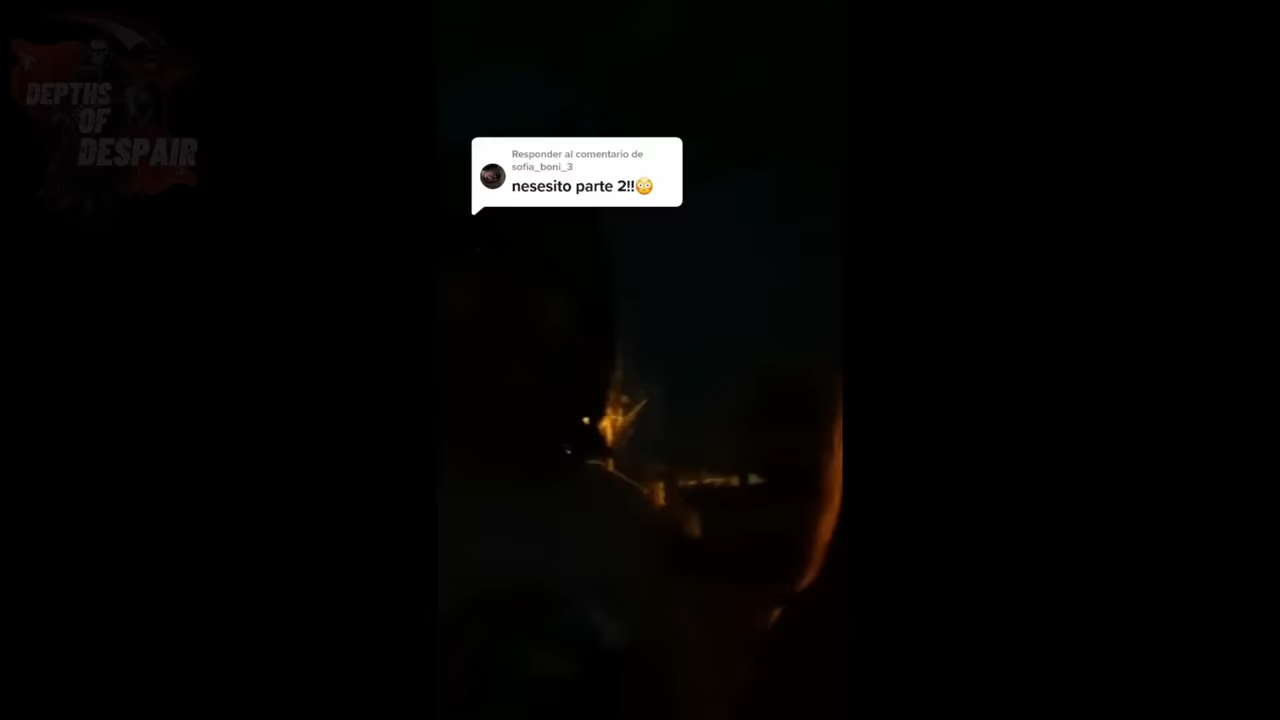 DEPTHS
OF
DESPAIR
Responder al comentario de
sofia_boni_3
nesesito parte 2!!😳